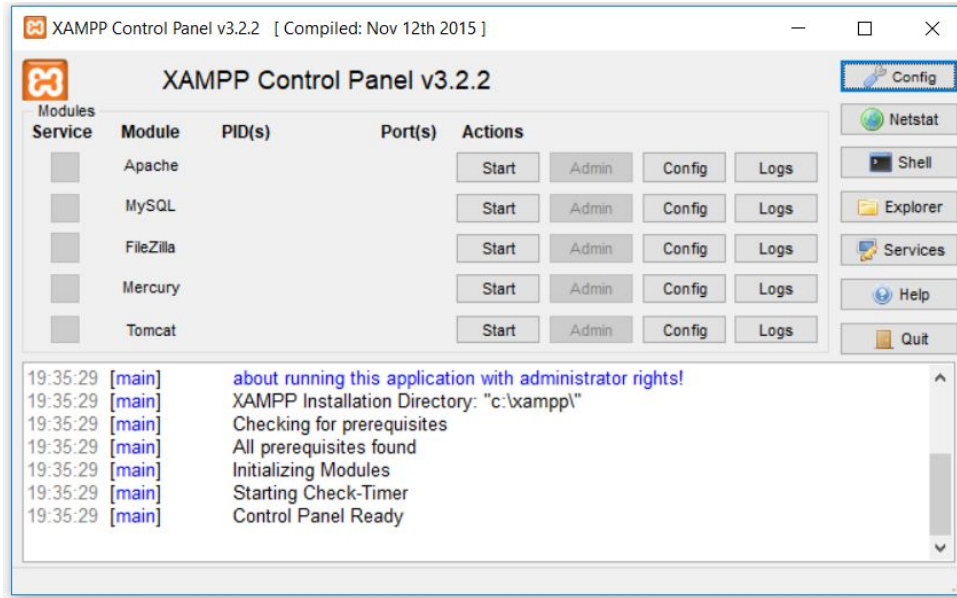 XAMPP Control Panel v3.2.2 [ Compiled: Nov 12th 2015 ]
XAMPP Control Panel v3.2.2
Modules
Service Module PID(s) Port(s) Actions
Apache Start Admin Config Logs
MySQL Start Admin Config Logs
FileZilla Start Admin Config Logs
Mercury Start Admin Config Logs
Tomcat Start Admin Config Logs
Config
Netstat
Shell
Explorer
Services
Help
Quit
19:35:29 [main] about running this application with administrator rights!
19:35:29 [main] XAMPP Installation Directory: "c:\xampp\"
19:35:29 [main] Checking for prerequisites
19:35:29 [main] All prerequisites found
19:35:29 [main] Initializing Modules
19:35:29 [main] Starting Check-Timer
19:35:29 [main] Control Panel Ready